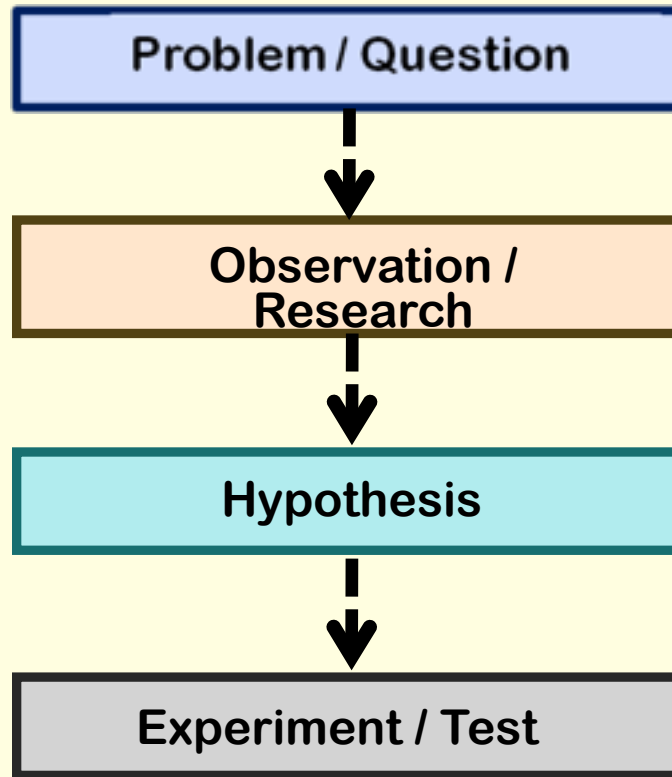 Problem / Question
Observation /
Research
Hypothesis
Experiment / Test